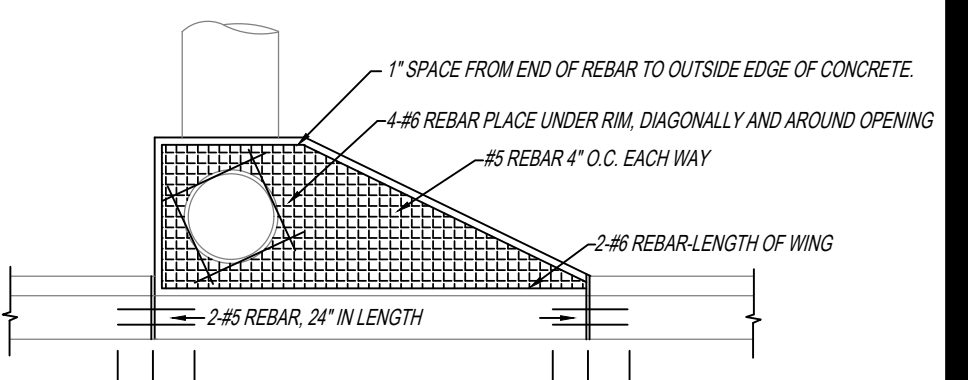 1" SPACE FROM END OF REBAR TO OUTSIDE EDGE OF CONCRETE.
4-#6 REBAR PLACE UNDER RIM, DIAGONALLY AND AROUND OPENING
#5 REBAR 4" O.C. EACH WAY
2-#6 REBAR-LENGTH OF WING
2-#5 REBAR, 24" IN LENGTH